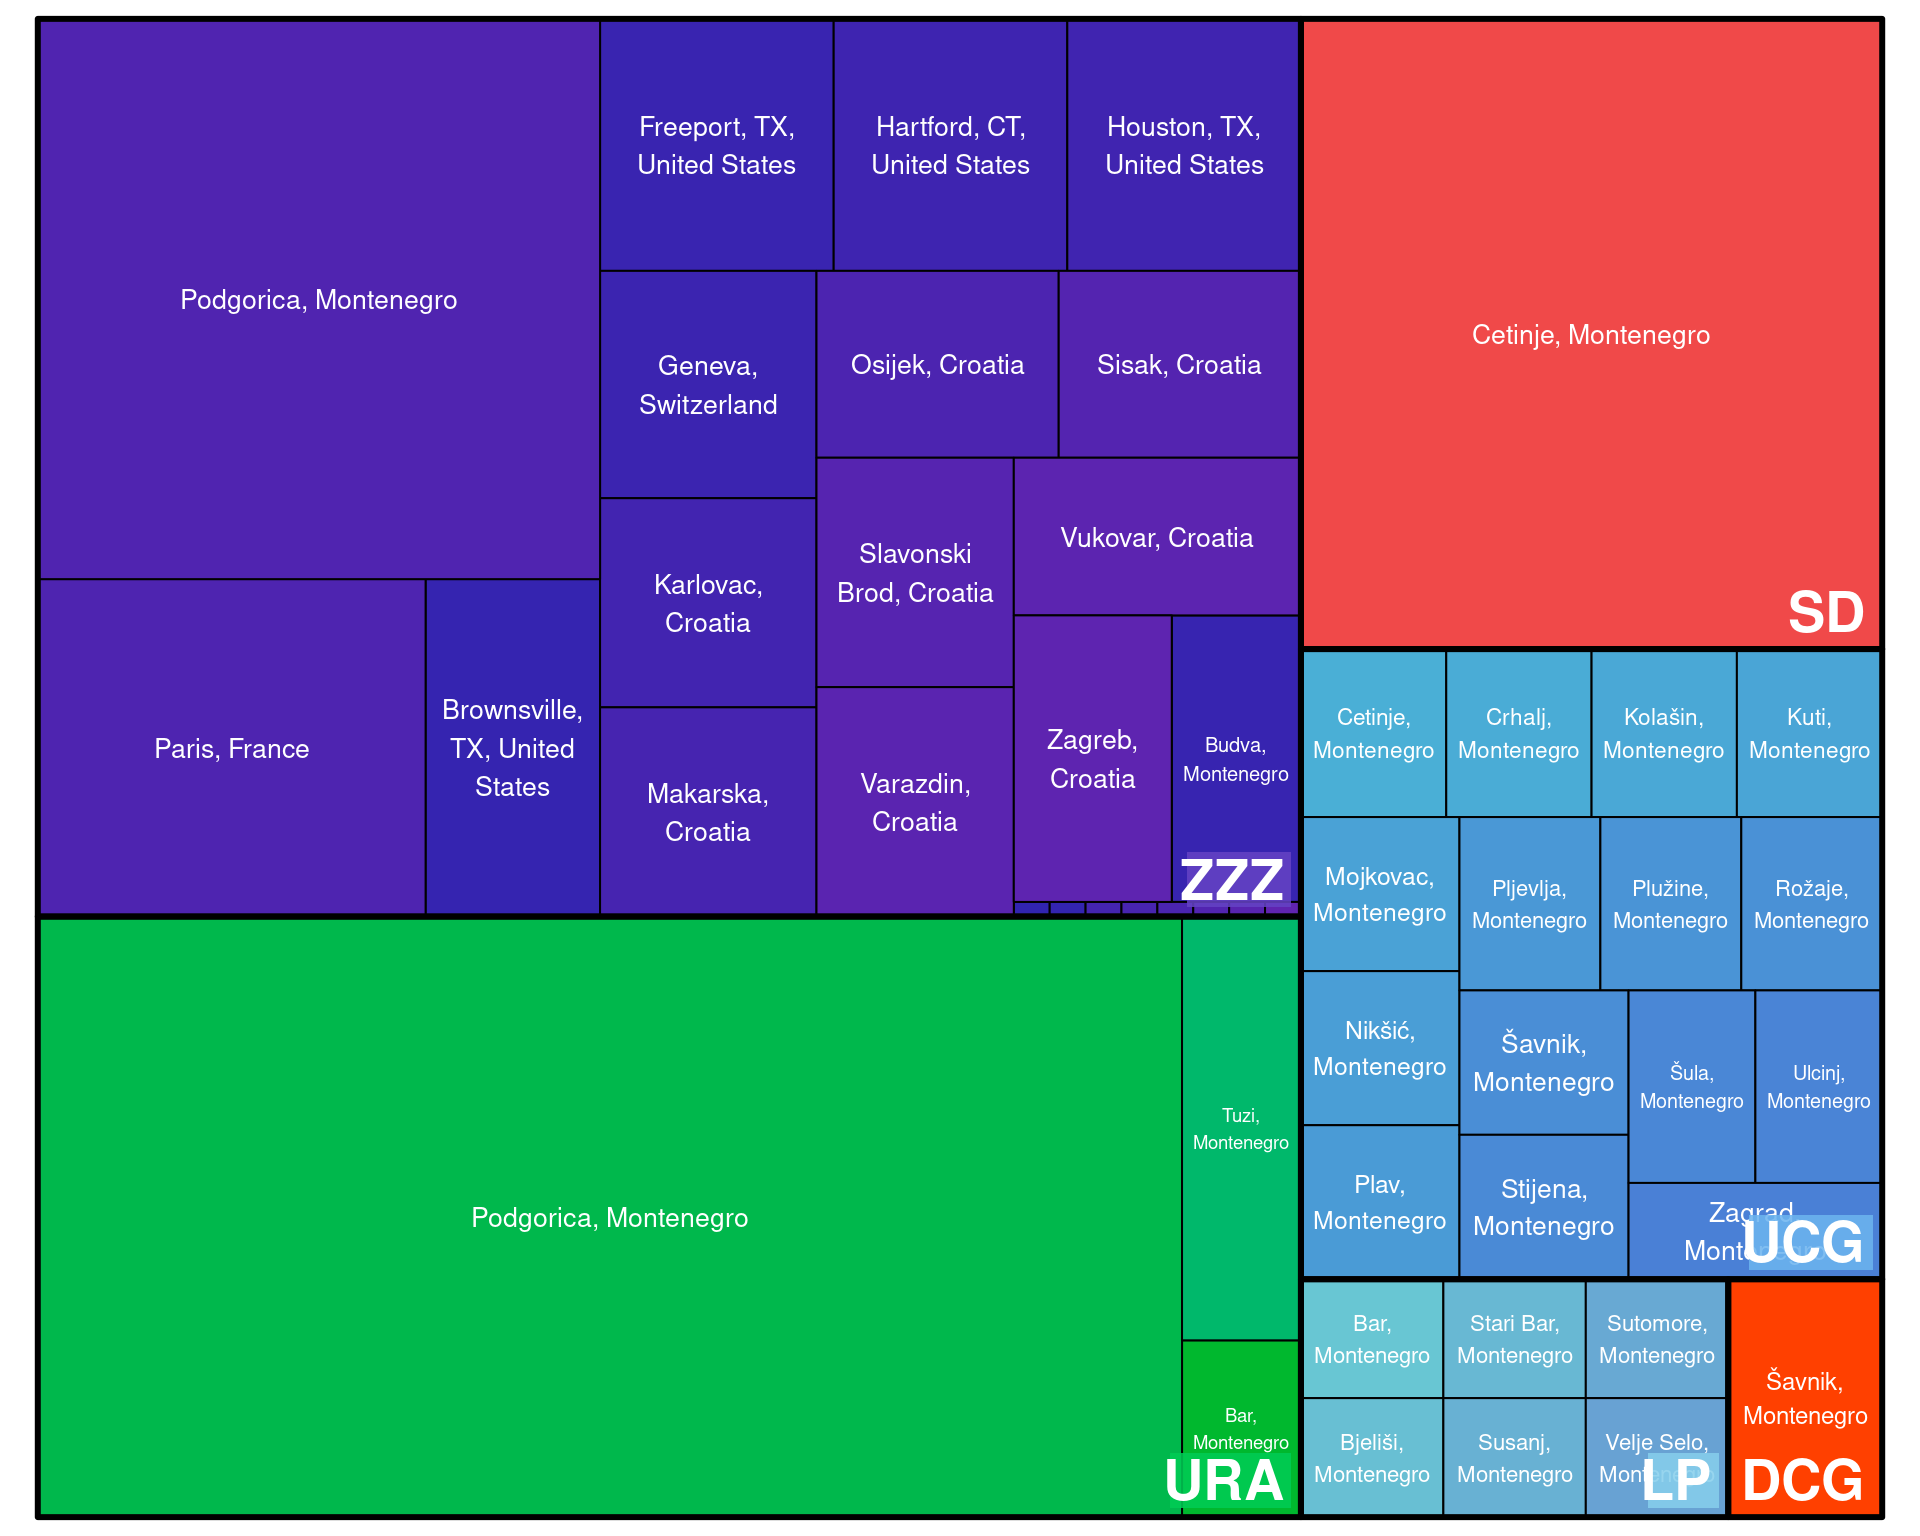 Podgorica, Montenegro
Paris, France
Brownsville,
TX, United
States
Freeport, TX,
United States
Hartford, CT,
United States
Houston, TX,
United States
Geneva,
Switzerland
Osijek, Croatia
Sisak, Croatia
Karlovac,
Croatia
Makarska,
Croatia
Slavonski
Brod, Croatia
Vukovar, Croatia
Varazdin,
Croatia
Zagreb,
Croatia
Budva,
Montenegro
ZZZ
Podgorica, Montenegro
Tuzi,
Montenegro
Bar,
Montenegro
URA
Cetinje, Montenegro
SD
Cetinje,
Montenegro
Crhalj,
Montenegro
Kolašin,
Montenegro
Kuti,
Montenegro
Mojkovac,
Montenegro
Nikšić,
Montenegro
Plav,
Montenegro
Pljevlja,
Montenegro
Plužine,
Montenegro
Rožaje,
Montenegro
Šavnik,
Montenegro
Stijena,
Montenegro
Šula,
Montenegro
Ulcinj,
Montenegro
Zagrad,
Montenegro
UCG
Bar,
Montenegro
Bjeliši,
Montenegro
Stari Bar,
Montenegro
Susanj,
Montenegro
Sutomore,
Montenegro
Velje Selo,
Montenegro
LP
Šavnik,
Montenegro
DCG